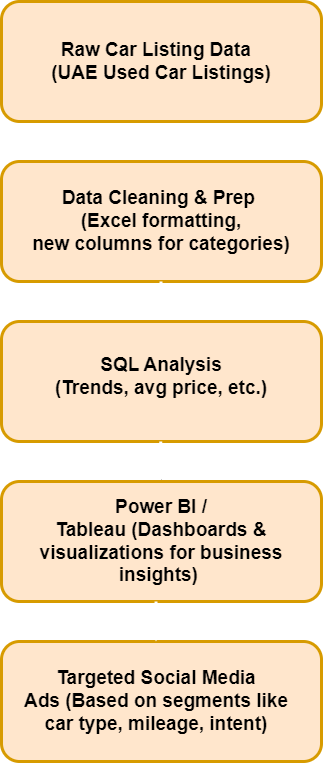 Raw Car Listing Data
(UAE Used Car Listings)
Data Cleaning & Prep
(Excel formatting,
new columns for categories)
SQL Analysis
(Trends, avg price, etc.)
Power BI /
Tableau (Dashboards &
visualizations for business
insights)
Targeted Social Media
Ads (Based on segments like
car type, mileage, intent)